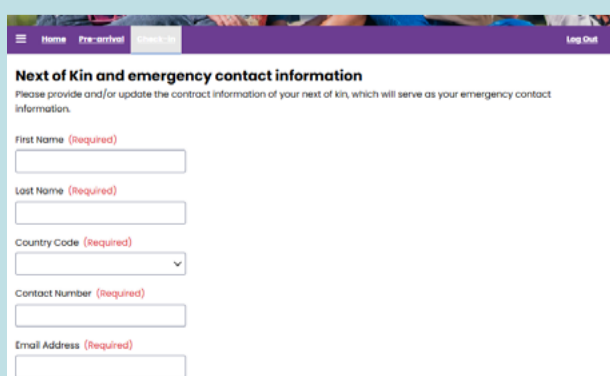 Home Pre-arrival Check-in Log Out
Next of Kin and emergency contact information
Please provide and/or update the contract information of your next of kin, which will serve as your emergency contact
information.
First Name (Required)
Last Name (Required)
Country Code (Required)
Contact Number (Required)
Email Address (Required)